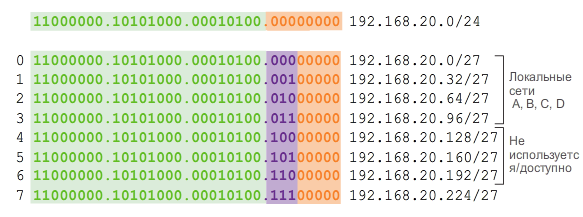 11000000.10101000.00010100.00000000 192.168.20.0/24
0 11000000.10101000.00010100.00000000 192.168.20.0/27
1 11000000.10101000.00010100.00100000 192.168.20.32/27
2 11000000.10101000.00010100.01000000 192.168.20.64/27
3 11000000.10101000.00010100.01100000 192.168.20.96/27
4 11000000.10101000.00010100.10000000 192.168.20.128/27
5 11000000.10101000.00010100.10100000 192.168.20.160/27
6 11000000.10101000.00010100.11000000 192.168.20.192/27
7 11000000.10101000.00010100.11100000 192.168.20.224/27
Локальные
сети
A, B, C, D
Не
используетс
я/доступно